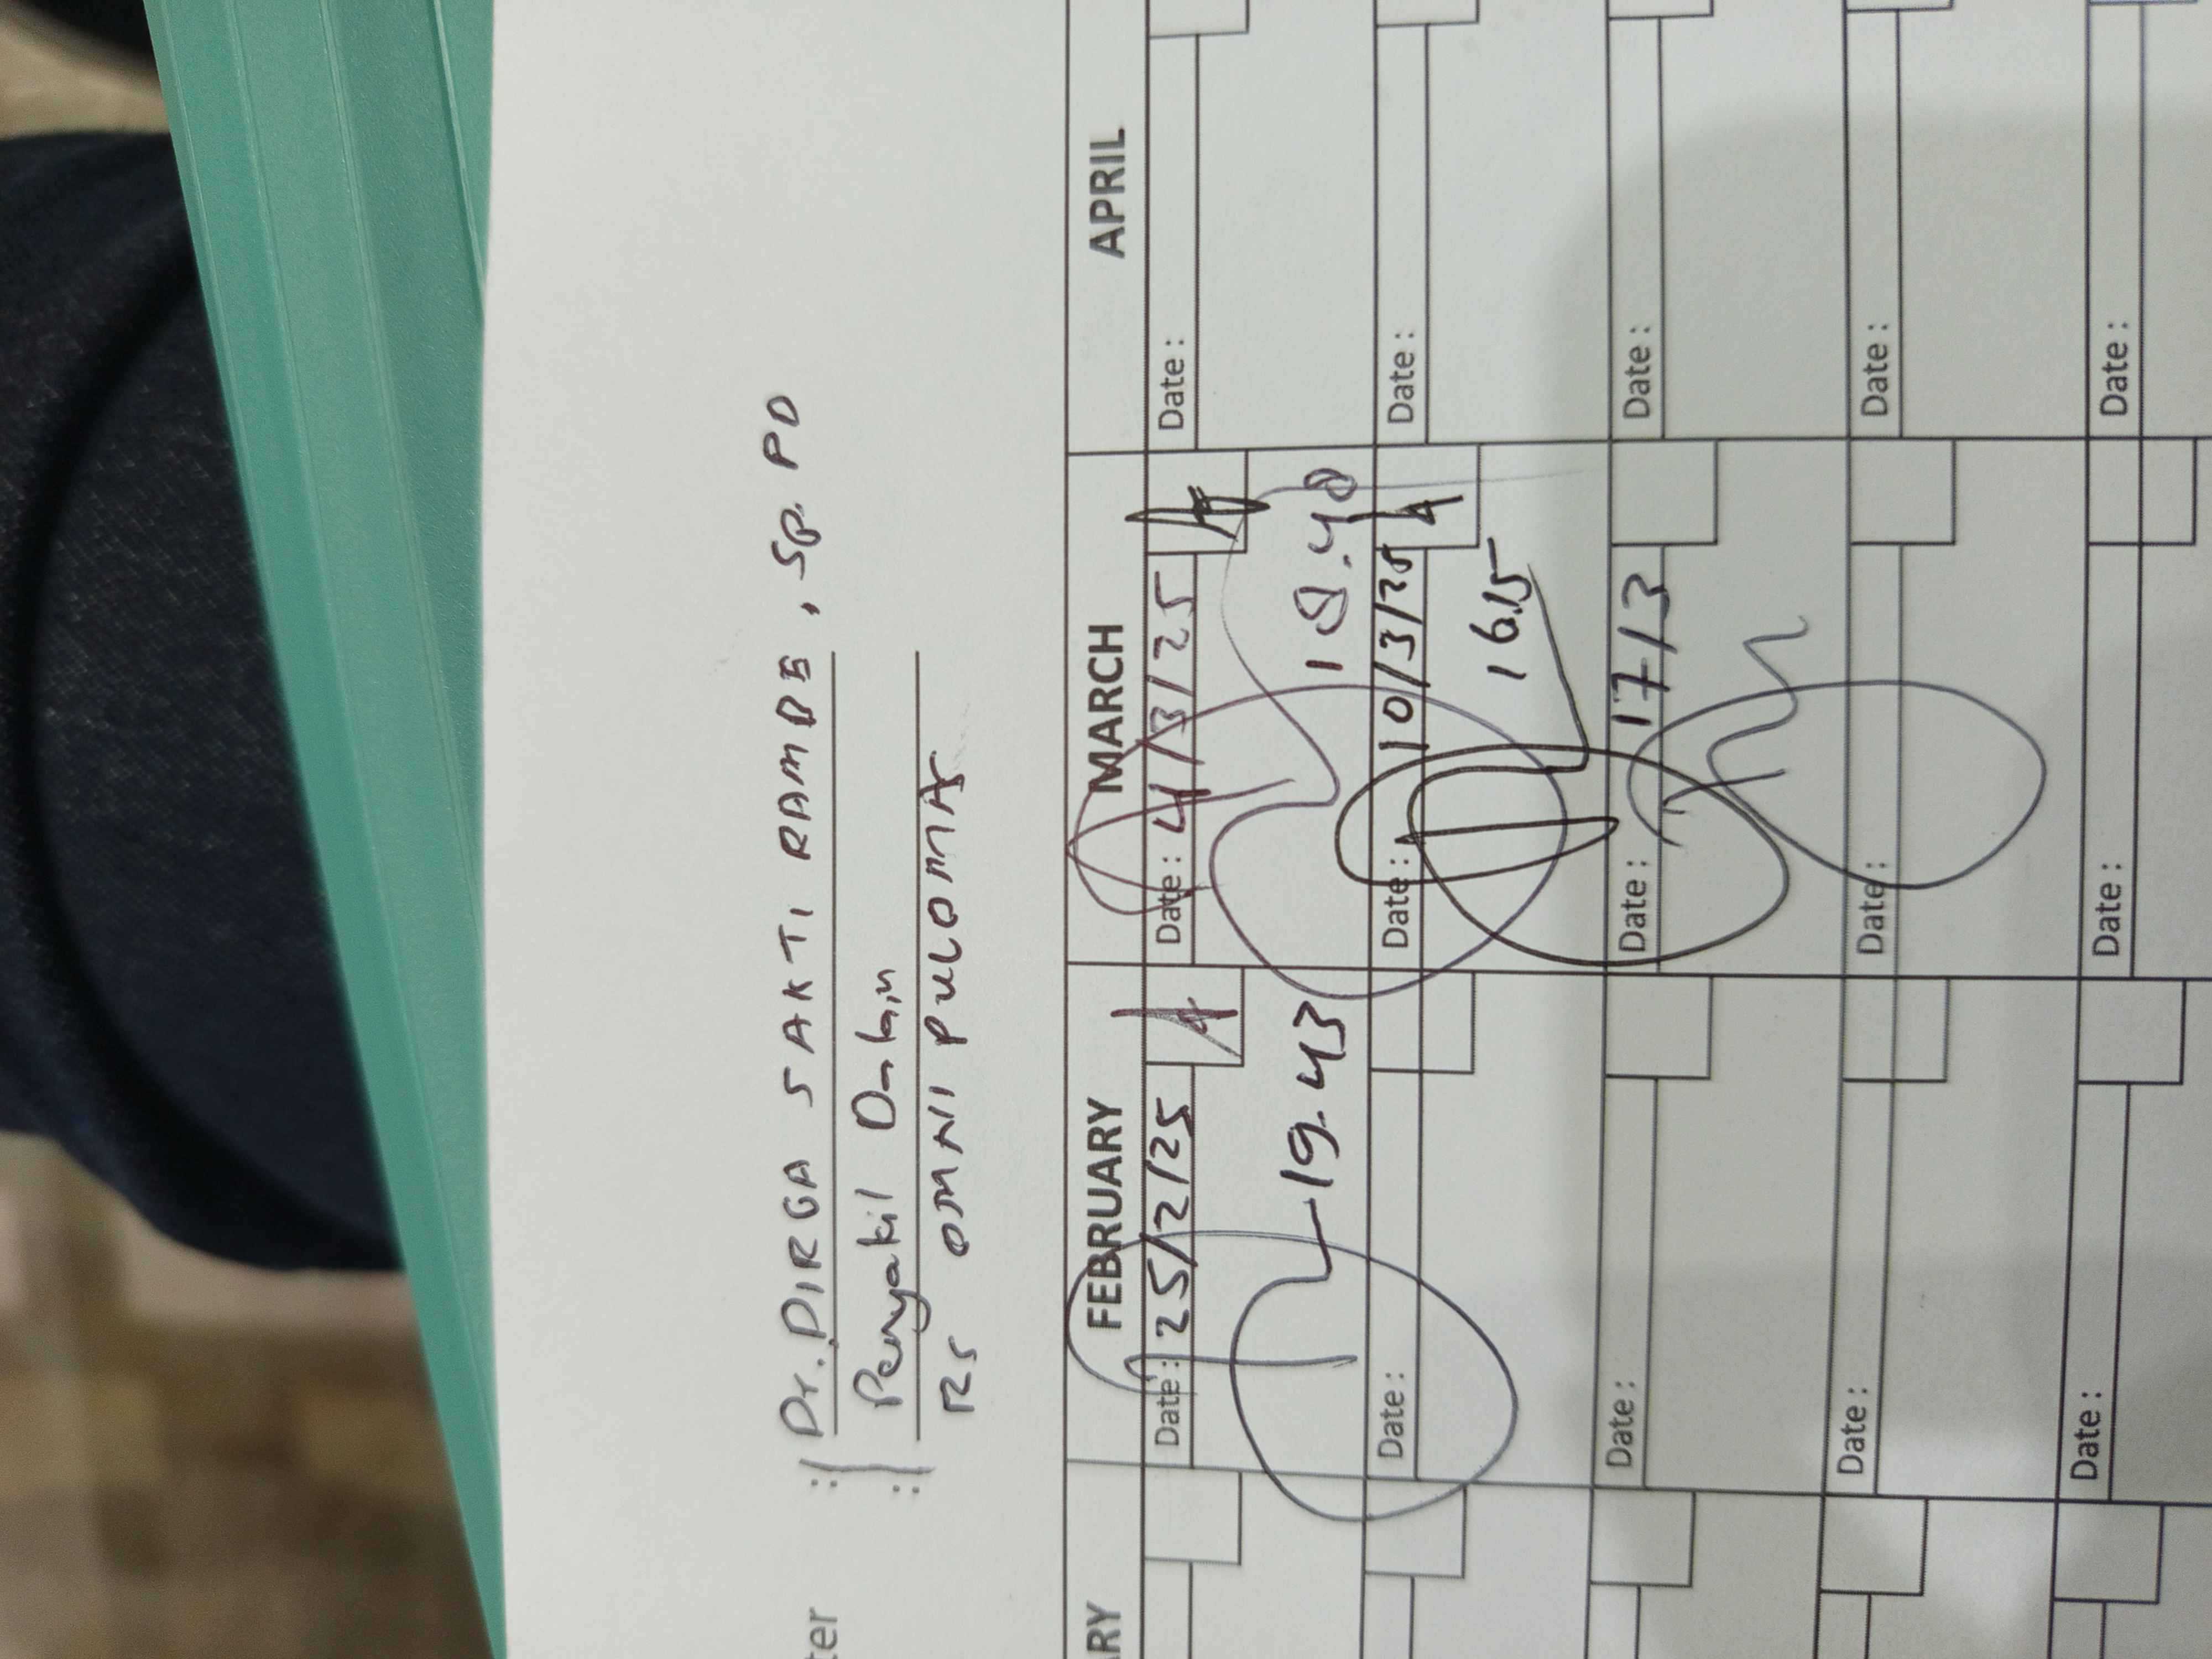 : Dr. DIRGA SAKTI RAMBE, Sp. PD
: Penyakit Dalam
RS OMNI PULOMAS
ter
ARY FEBRUARY MARCH APRIL
Date: 25/2/25 Date: 4/3/25 Date:
19.43 18.40
Date: Date: 10/3/25 Date:
16.15
Date: Date: 17/3 Date:
Date: Date: Date:
Date: Date: Date: